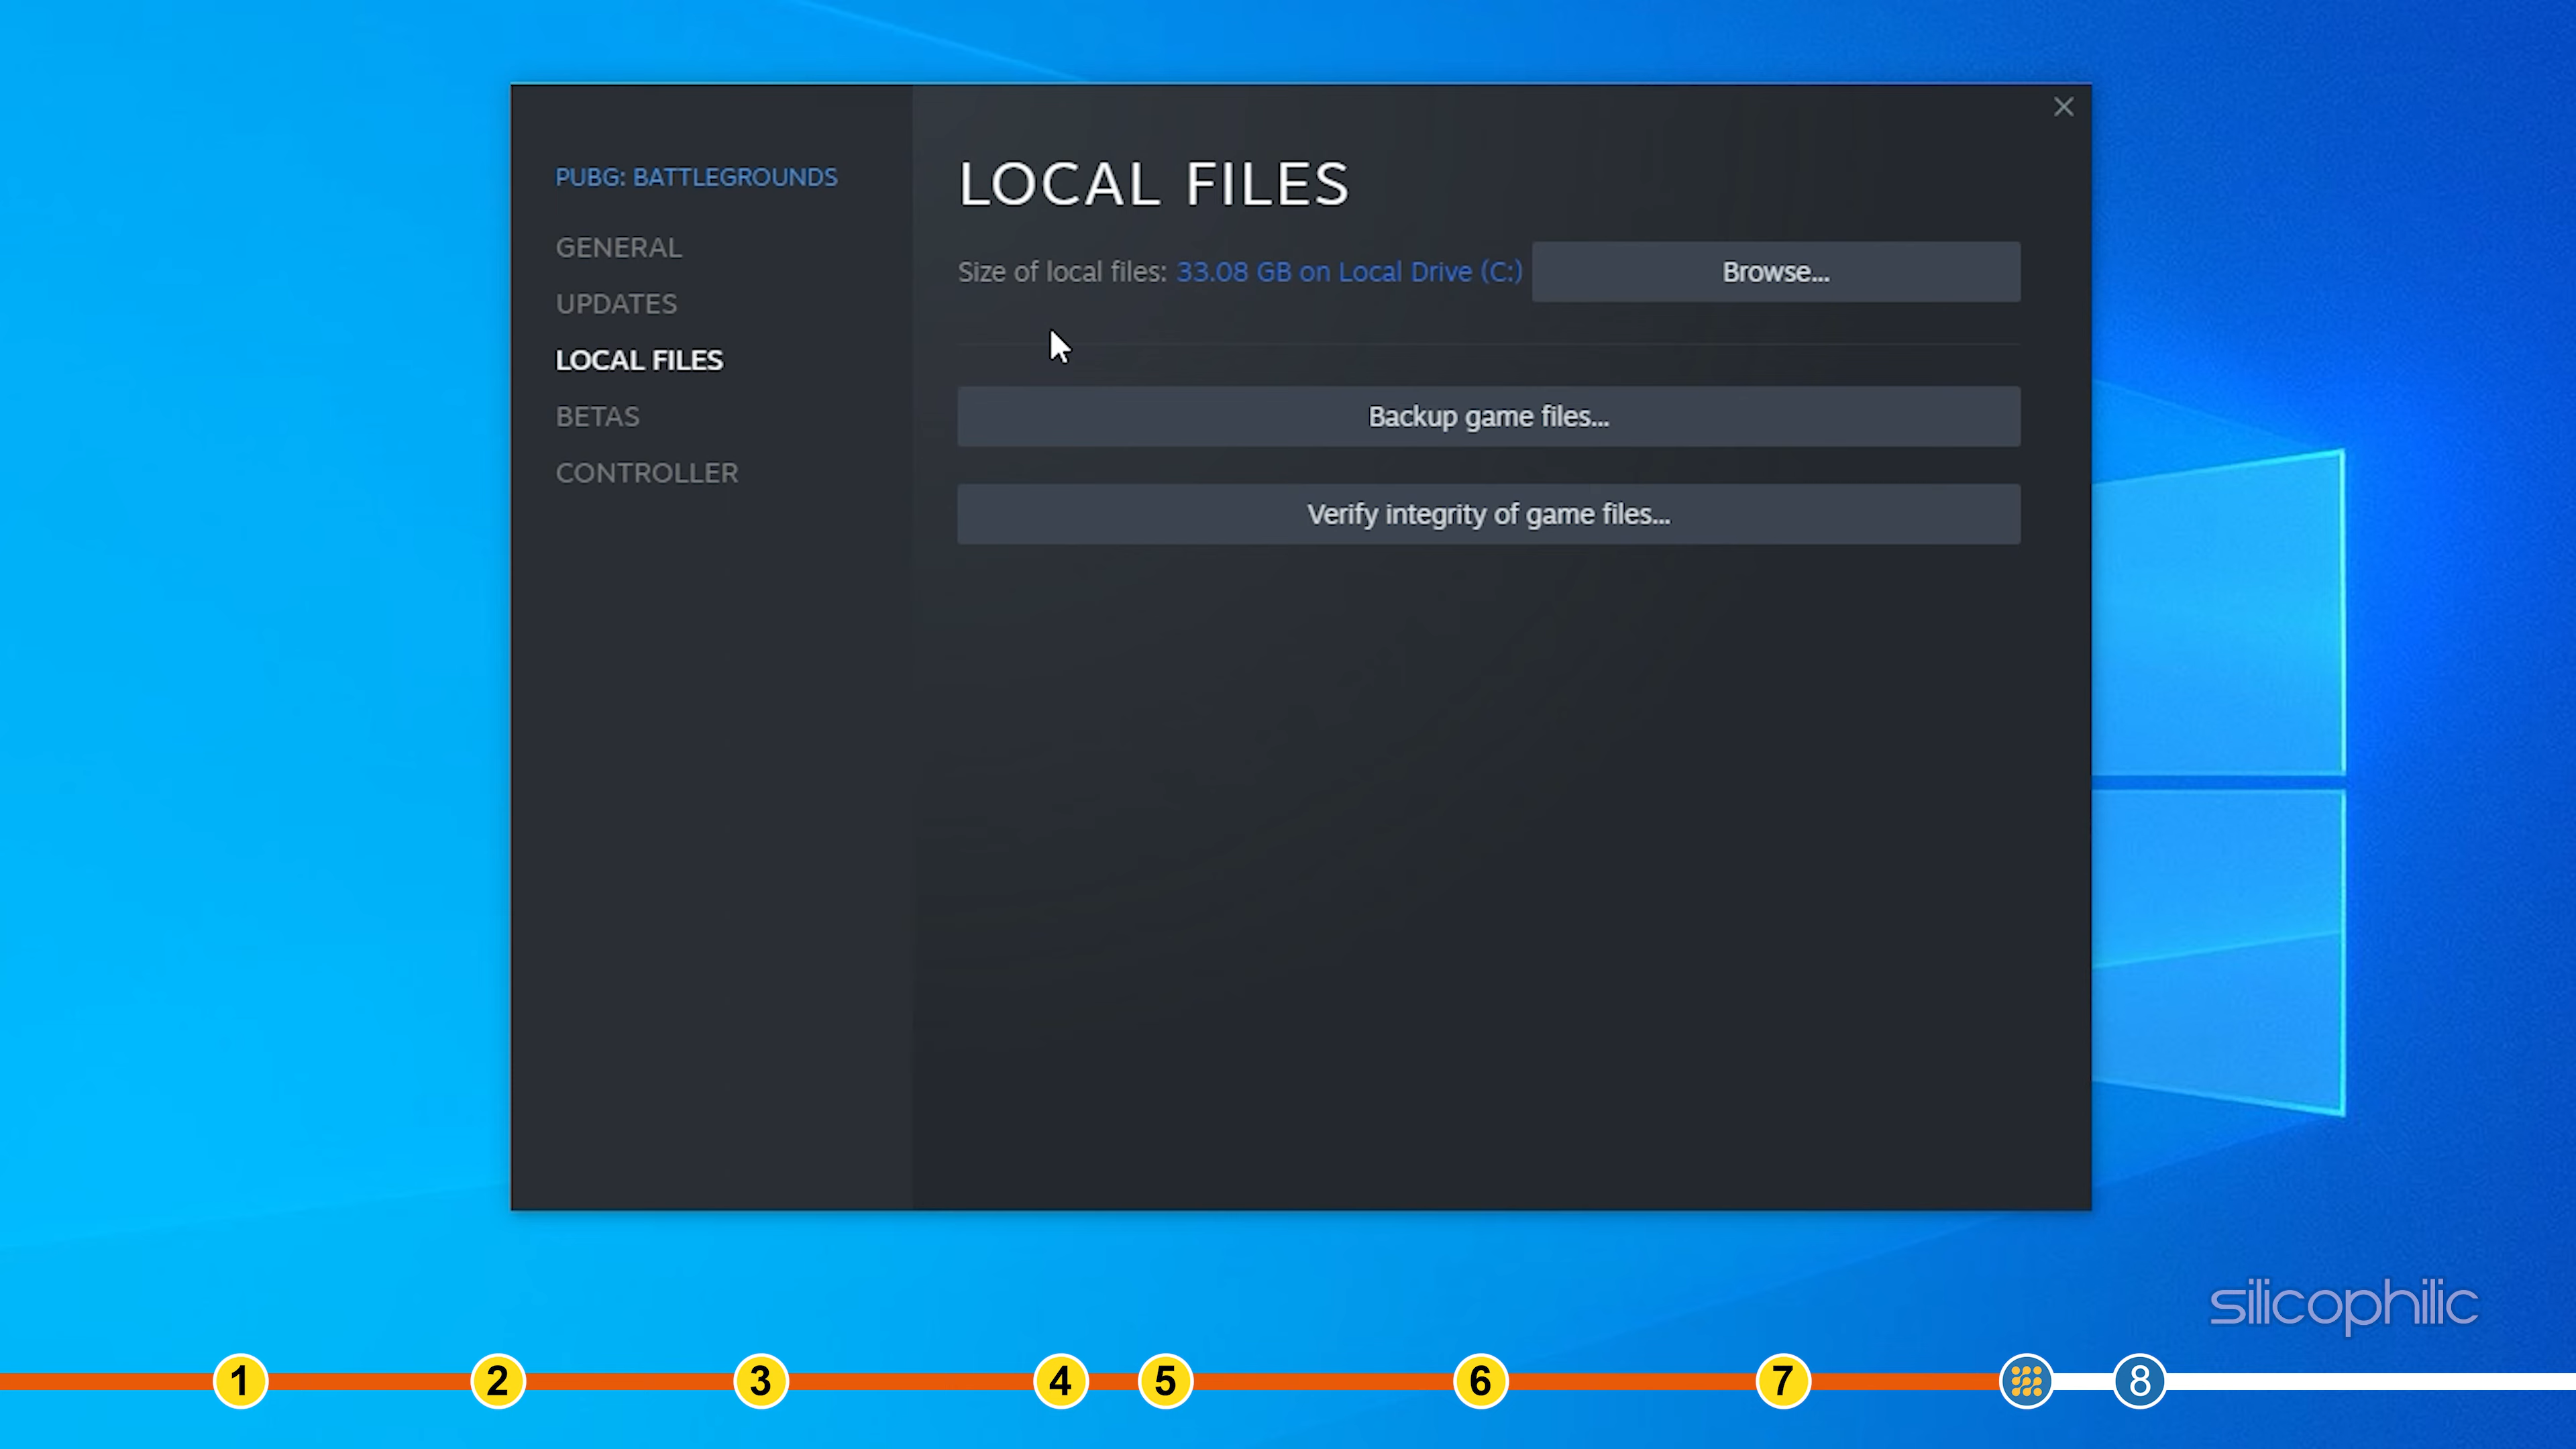 PUBG: BATTLEGROUNDS
GENERAL
UPDATES
LOCAL FILES
BETAS
CONTROLLER
LOCAL FILES
Size of local files: 33.08 GB on Local Drive (C:)
Browse...
Backup game files...
Verify integrity of game files...
silicophilic
1 2 3 4 5 6 7 8